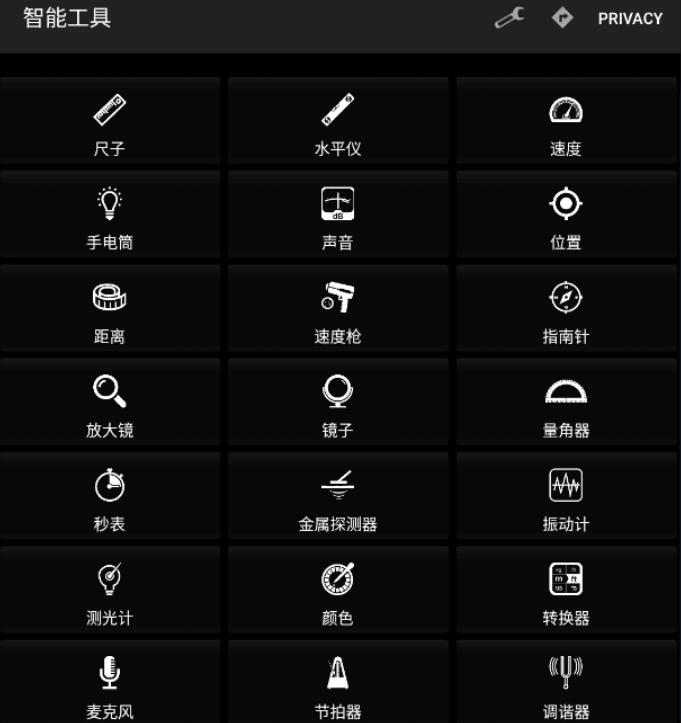 智能工具 PRIVACY
尺子 水平仪 速度
手电筒 dB 声音 位置
距离 速度枪 指南针
放大镜 镜子 量角器
秒表 金属探测器 振动计
测光计 颜色 转换器
麦克风 节拍器 调谐器